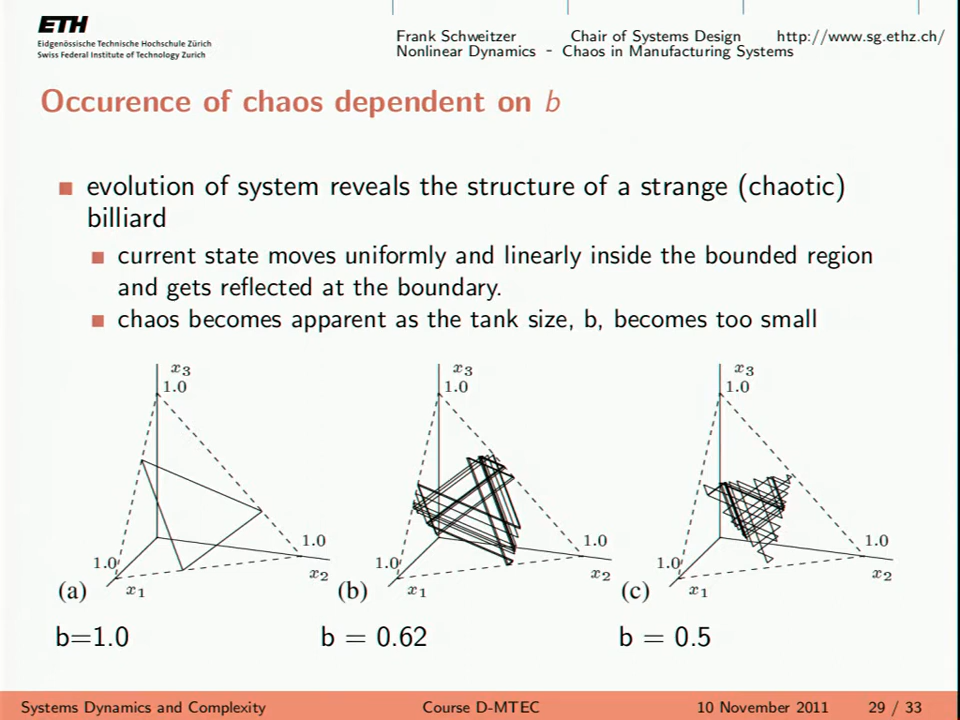 ETH
Eidgenössische Technische Hochschule Zürich
Swiss Federal Institute of Technology Zurich
Frank Schweitzer Chair of Systems Design http://www.sg.ethz.ch/
Nonlinear Dynamics - Chaos in Manufacturing Systems
Occurence of chaos dependent on b
evolution of system reveals the structure of a strange (chaotic)
billiard
current state moves uniformly and linearly inside the bounded region
and gets reflected at the boundary.
chaos becomes apparent as the tank size, b, becomes too small
x3 x3 x3
1.0 1.0 1.0
1.0 1.0 1.0
1.0 1.0 1.0
x2 x2 x2
(a) x1 (b) x1 (c) x1
b=1.0 b = 0.62 b = 0.5
Systems Dynamics and Complexity Course D-MTEC 10 November 2011 29 / 33